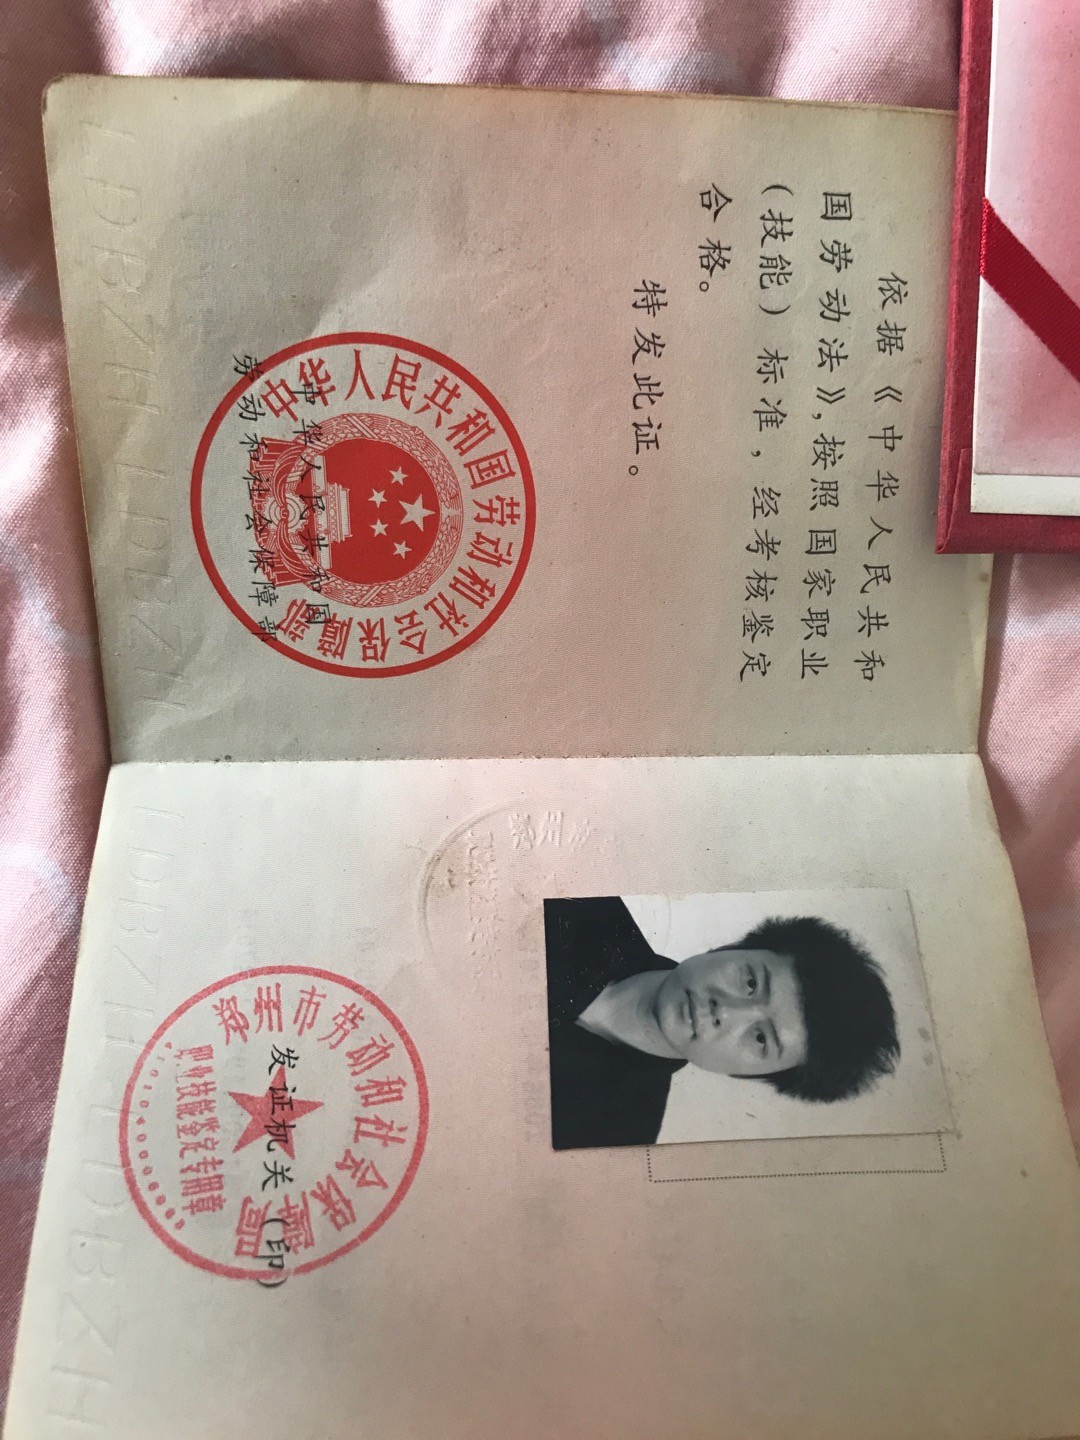 依据《中华人民共和
国劳动法》,按照国家职业
(技能)标准,经考核鉴定
合格。
特发此证。
中华人民共和国劳动和社会保障部
中华人民共和国
劳动和社会保障部
郑州市劳动和社会保障局
发证机关(印)
职业技能鉴定专用章